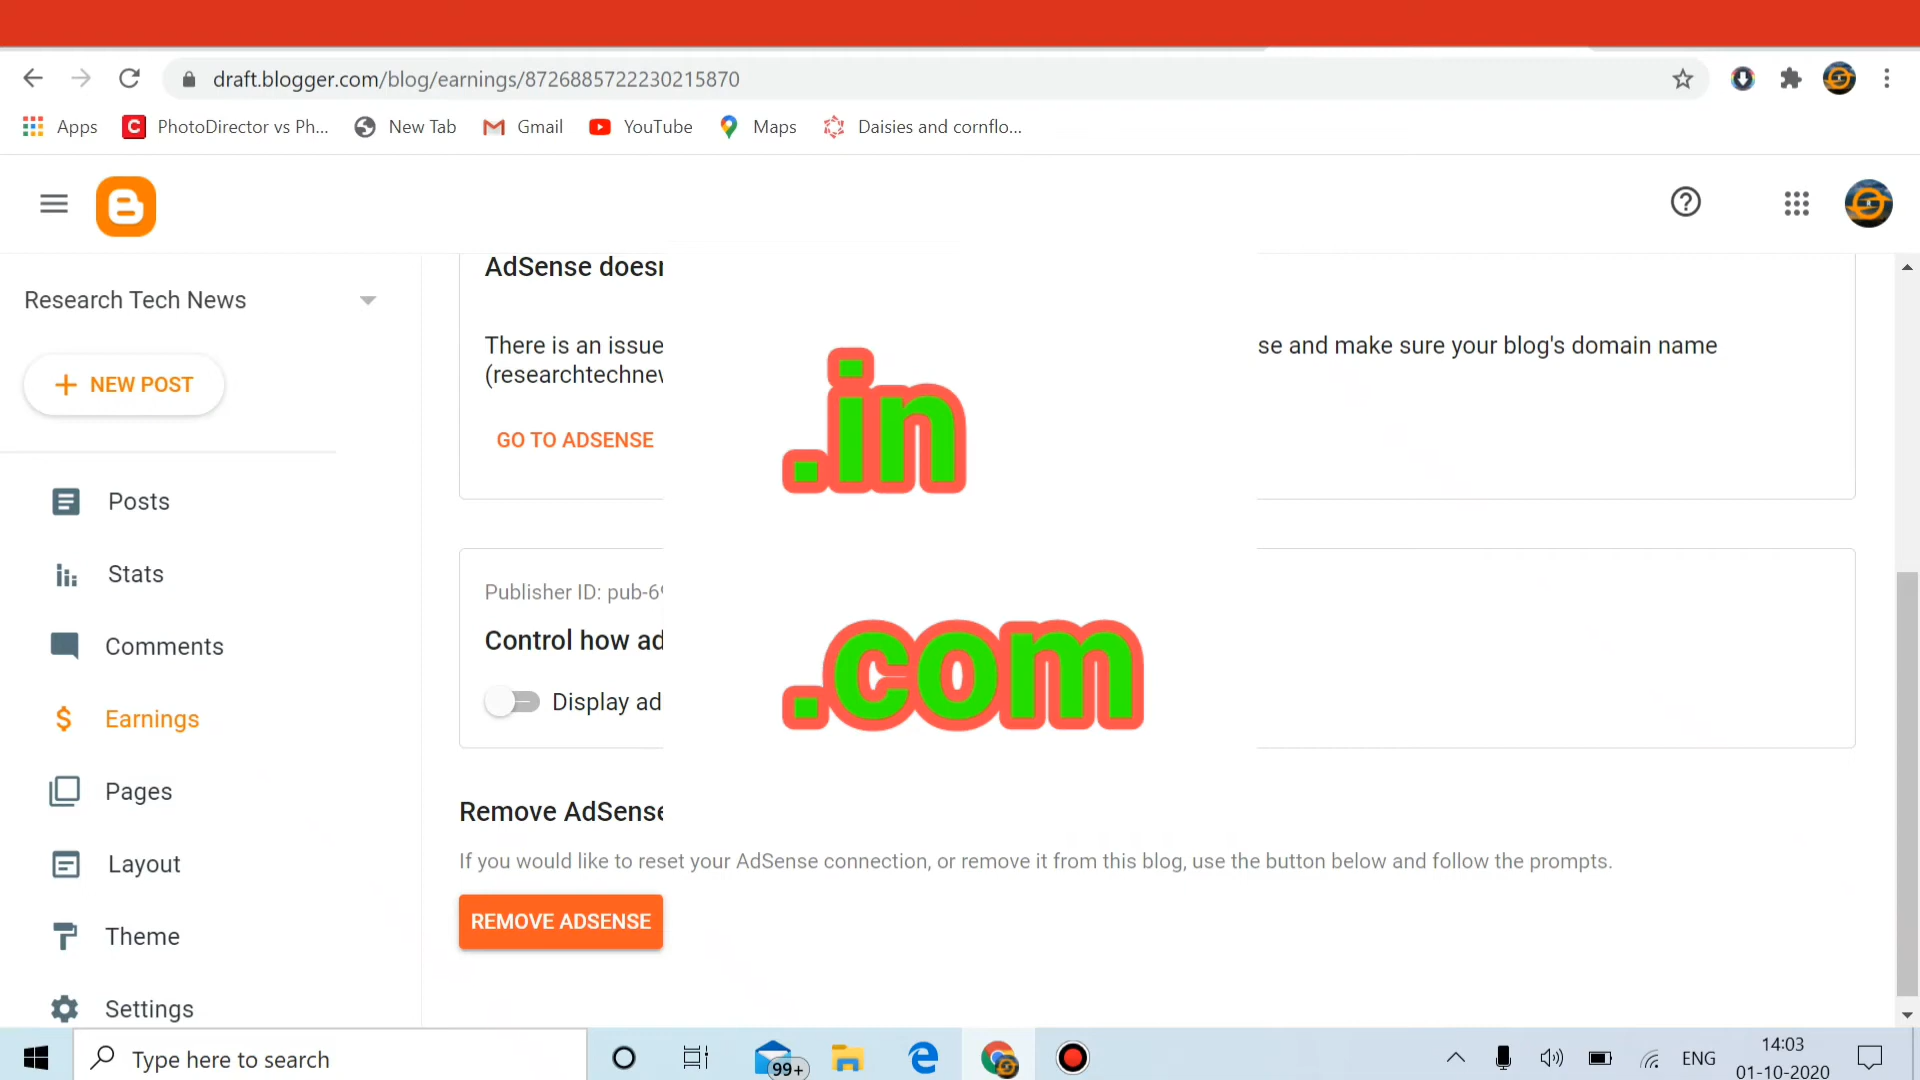 draft.blogger.com/blog/earnings/8726885722230215870
Apps PhotoDirector vs Ph... New Tab Gmail YouTube Maps Daisies and cornflo...
Research Tech News
NEW POST
Posts
Stats
Comments
Earnings
Pages
Layout
Theme
Settings
AdSense
There is an issue se and make sure your blog's domain name
GO TO ADSENSE
.in
Publisher ID:
Control how ad
Display ad
.com
Remove AdSense
If you would like to reset your AdSense connection, or remove it from this blog, use the button below and follow the prompts.
REMOVE ADSENSE
Type here to search
99+
ENG
14:03
01-10-2020